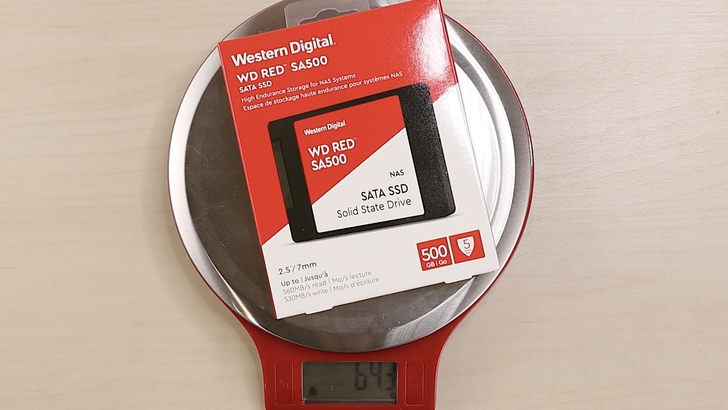 Western Digital.
WD RED™ SA500
SATA SSD
High Endurance Storage for NAS Systems
Espace de stockage haute endurance pour systèmes NAS
Western Digital.
WD RED™
SA500
NAS
SATA SSD
Solid State Drive
2.5"/7mm
Up to | Jusqu'à
560MB/s read | Mo/s lecture
530MB/s write | Mo/s d'écriture
500
GB | Go
5
643